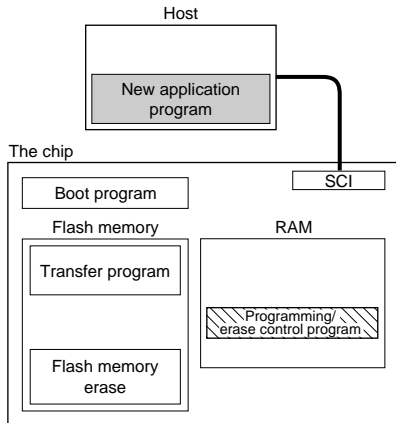 Host
New application
program
The chip
SCI
Boot program
Flash memory
RAM
Transfer program
Programming/
erase control program
Flash memory
erase